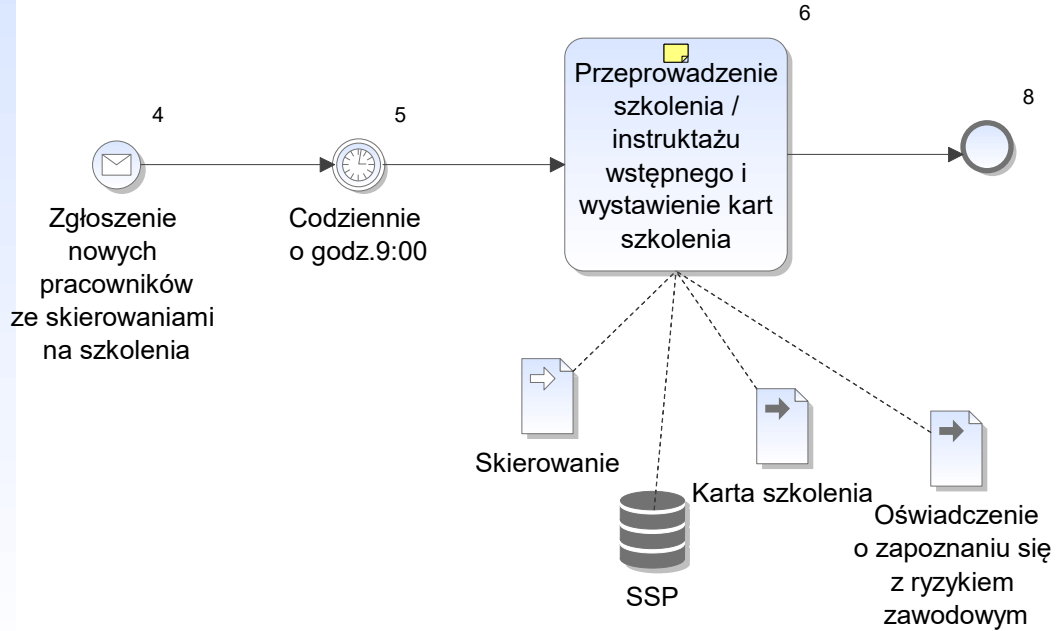 6
Przeprowadzenie
szkolenia /
instruktażu
wstępnego i
wystawienie kart
szkolenia
4
5
8
Zgłoszenie
nowych
pracowników
ze skierowaniami
na szkolenia
Codziennie
o godz.9:00
Skierowanie
SSP
Karta szkolenia
Oświadczenie
o zapoznaniu się
z ryzykiem
zawodowym